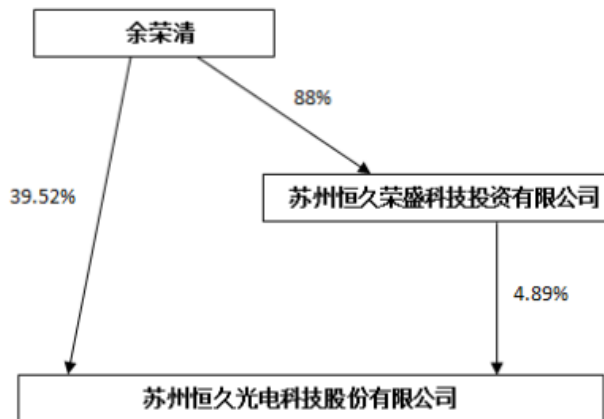 余荣清
88%
39.52%
苏州恒久荣盛科技投资有限公司
4.89%
苏州恒久光电科技股份有限公司